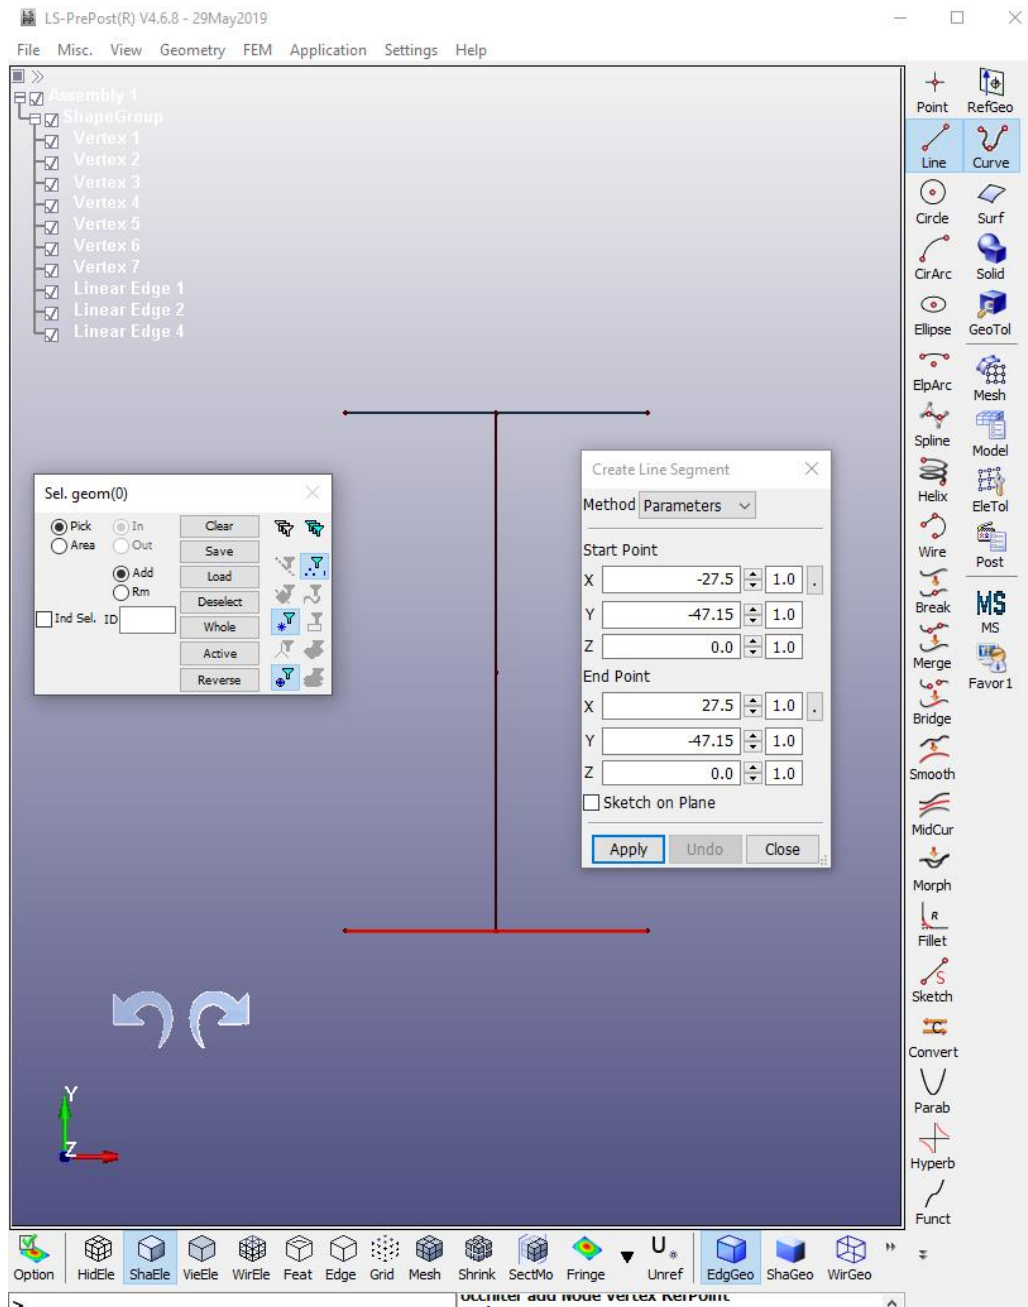 LS-PrePost(R) V4.6.8 - 29May2019
File Misc. View Geometry FEM Application Settings Help
Assembly 1
ShapeGroup
Vertex 1
Vertex 2
Vertex 3
Vertex 4
Vertex 5
Vertex 6
Vertex 7
Linear Edge 1
Linear Edge 2
Linear Edge 4
Sel. geom(0)
Pick In Clear
Area Out Save
Add Load
Rm Deselect
Ind Sel. ID Whole
Active
Reverse
Create Line Segment
Method Parameters
Start Point
X -27.5 1.0 .
Y -47.15 1.0
Z 0.0 1.0
End Point
X 27.5 1.0 .
Y -47.15 1.0
Z 0.0 1.0
Sketch on Plane
Apply Undo Close
Y
Z
Point RefGeo
Line Curve
Circle Surf
CirArc Solid
Ellipse GeoTol
ElpArc Mesh
Spline Model
Helix EleTol
Wire Post
Break MS
MS
Merge Favor1
Bridge
Smooth
MidCur
Morph
R
Fillet
S
Sketch
C
Convert
Parab
Hyperb
Funct
Option HidEle ShaEle VieEle WirEle Feat Edge Grid Mesh Shrink SectMo Fringe Unref EdgGeo ShaGeo WirGeo
>
occfilter add Node Vertex RefPoint